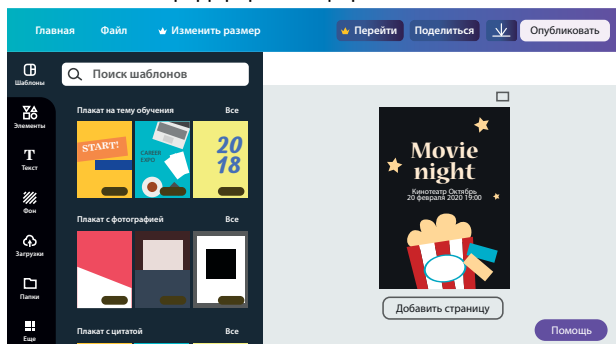 Главная Файл Изменить размер Перейти Поделиться Опубликовать
Шаблоны
Элементы
Текст
Фон
Загрузки
Папки
Еще
Поиск шаблонов
Плакат на тему обучения Все
START!
CAREER
EXPO
20
18
Плакат с фотографией Все
Плакат с цитатой Все
Movie
night
Кинотеатр Октябрь
20 февраля 2020 19:00
Добавить страницу
Помощь